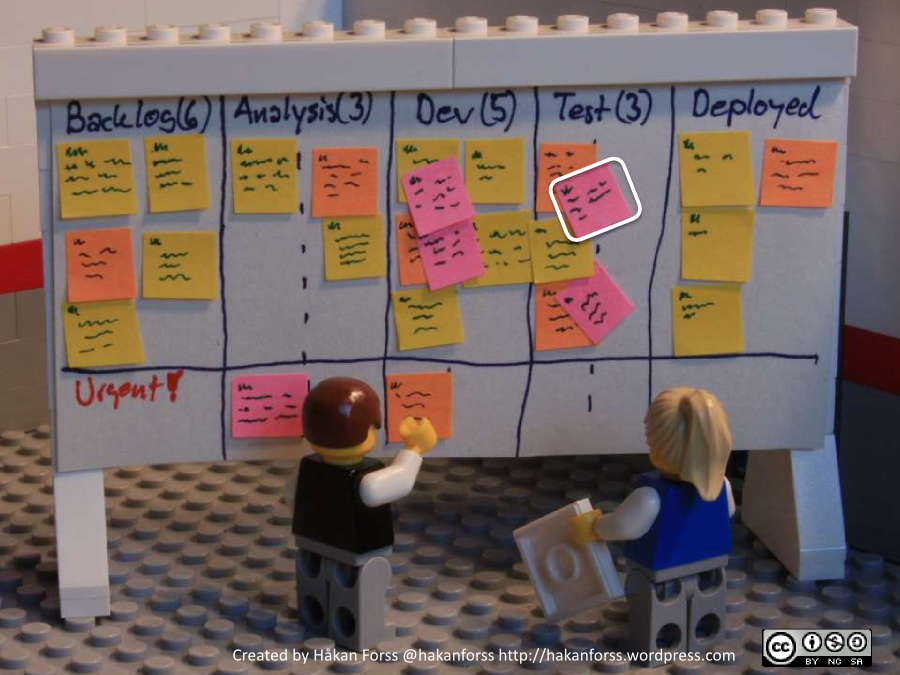 Backlog(6) Analysis(3) Dev(5) Test(3) Deployed
Urgent!
Created by Håkan Forss @hakanforss http://hakanforss.wordpress.com
cc BY NC SA